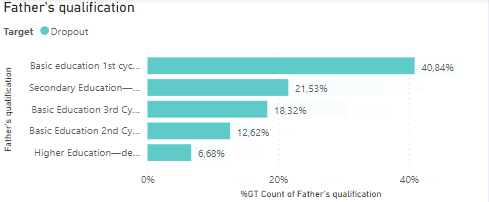 Father's qualification
Target Dropout
Father's qualification
Basic education 1st cyc... 40,84%
Secondary Education—... 21,53%
Basic Education 3rd Cy... 18,32%
Basic Education 2nd Cy... 12,62%
Higher Education—de... 6,68%
0% 20% 40%
%GT Count of Father's qualification